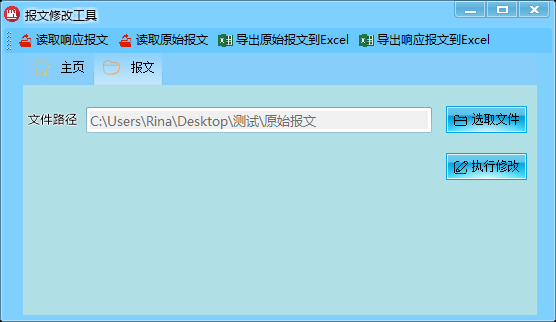 报文修改工具
读取响应报文 读取原始报文 导出原始报文到Excel 导出响应报文到Excel
主页 报文
文件路径 C:\Users\Rina\Desktop\测试\原始报文 选取文件
执行修改